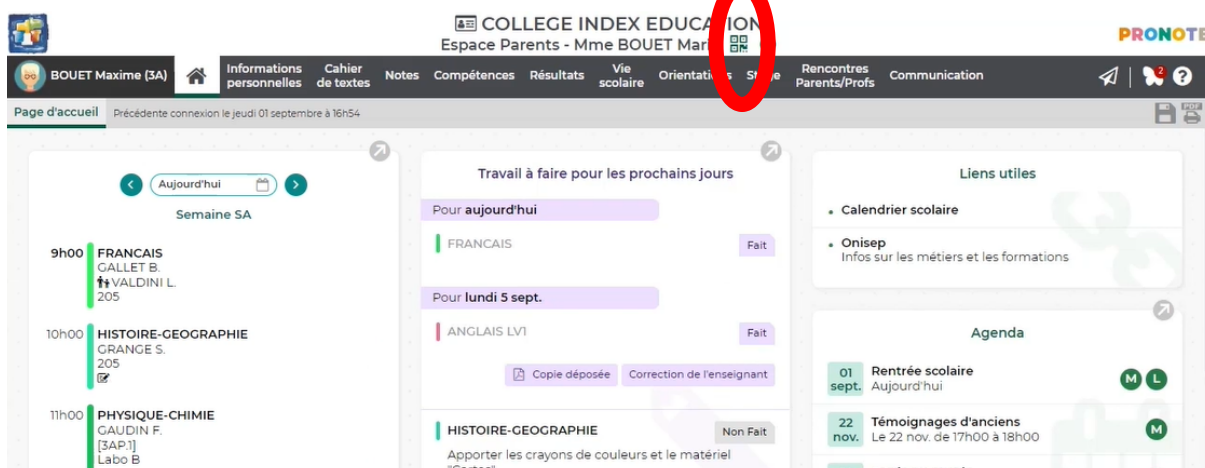 COLLEGE INDEX EDUCATION
Espace Parents - Mme BOUET
PRONOTE
BOUET Maxime (3A)
Informations personnelles
Cahier de textes
Notes
Compétences
Résultats
Vie scolaire
Orientations
Rencontres Parents/Profs
Communication
2
Page d'accueil
Précédente connexion le jeudi 01 septembre à 16h54
PDF
Aujourd'hui
Semaine SA
9h00 FRANCAIS
GALLET B.
VALDINI L.
205
10h00 HISTOIRE-GEOGRAPHIE
GRANGE S.
205
11h00 PHYSIQUE-CHIMIE
GAUDIN F.
[3AP.1]
Labo B
Travail à faire pour les prochains jours
Pour aujourd'hui
FRANCAIS
Fait
Pour lundi 5 sept.
ANGLAIS LV1
Fait
Copie déposée
Correction de l'enseignant
HISTOIRE-GEOGRAPHIE
Non Fait
Apporter les crayons de couleurs et le matériel
Liens utiles
Calendrier scolaire
Onisep
Infos sur les métiers et les formations
Agenda
01 sept.
Rentrée scolaire
Aujourd'hui
M L
22 nov.
Témoignages d'anciens
Le 22 nov. de 17h00 à 18h00
M